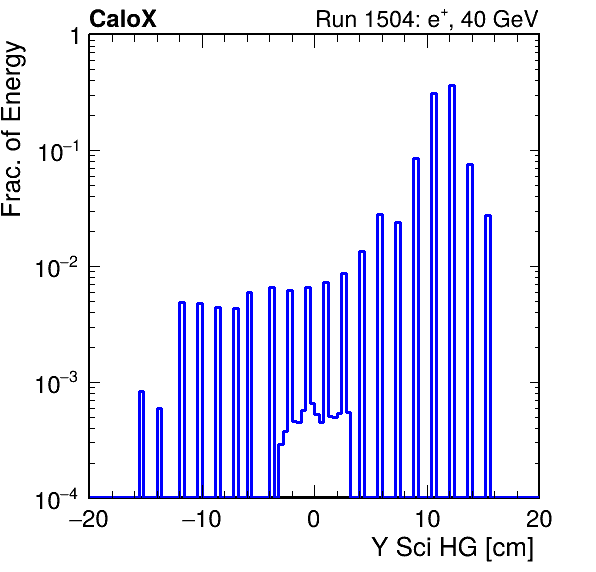 CaloX Run 1504: e⁺, 40 GeV
Frac. of Energy
1
10⁻¹
10⁻²
10⁻³
10⁻⁴
−20 −10 0 10 20
Y Sci HG [cm]